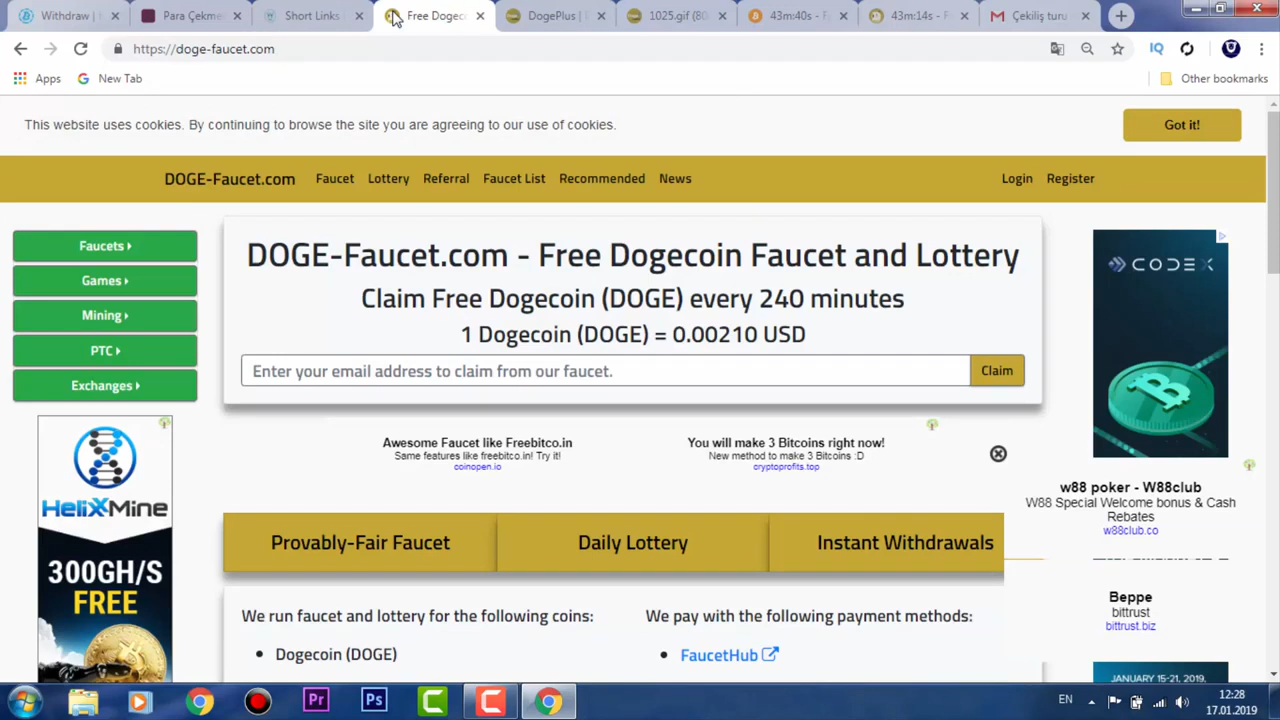 Withdraw |
Para Çekme
Short Links
Free Dogec
DogePlus |
1025.gif (80
43m:40s - F
43m:14s - F
Çekiliş turu
https://doge-faucet.com
IQ
Apps
New Tab
Other bookmarks
This website uses cookies. By continuing to browse the site you are agreeing to our use of cookies.
Got it!
DOGE-Faucet.com
Faucet
Lottery
Referral
Faucet List
Recommended
News
Login
Register
Faucets
Games
Mining
PTC
Exchanges
DOGE-Faucet.com - Free Dogecoin Faucet and Lottery
Claim Free Dogecoin (DOGE) every 240 minutes
1 Dogecoin (DOGE) = 0.00210 USD
Enter your email address to claim from our faucet.
Claim
CODEX
HeliXMine
300GH/S
FREE
Awesome Faucet like Freebitco.in
Same features like freebitco.in! Try it!
coinopen.io
You will make 3 Bitcoins right now!
New method to make 3 Bitcoins :D
cryptoprofits.top
w88 poker - W88club
W88 Special Welcome bonus & Cash
Rebates
w88club.co
Provably-Fair Faucet
Daily Lottery
Instant Withdrawals
Beppe
bittrust
bittrust.biz
We run faucet and lottery for the following coins:
Dogecoin (DOGE)
We pay with the following payment methods:
FaucetHub
JANUARY 15-21, 2019,
Pr
Ps
EN
12:28
17.01.2019